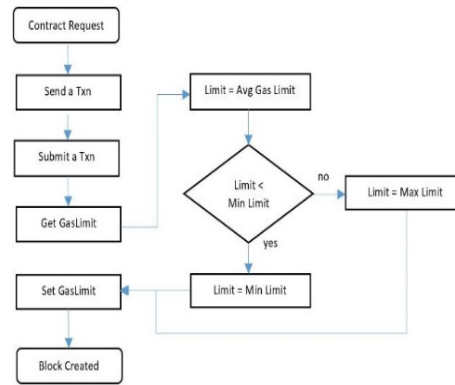 Contract Request
Send a Txn
Submit a Txn
Get GasLimit
Limit = Avg Gas Limit
Limit <
Min Limit
no
Limit = Max Limit
yes
Limit = Min Limit
Set GasLimit
Block Created